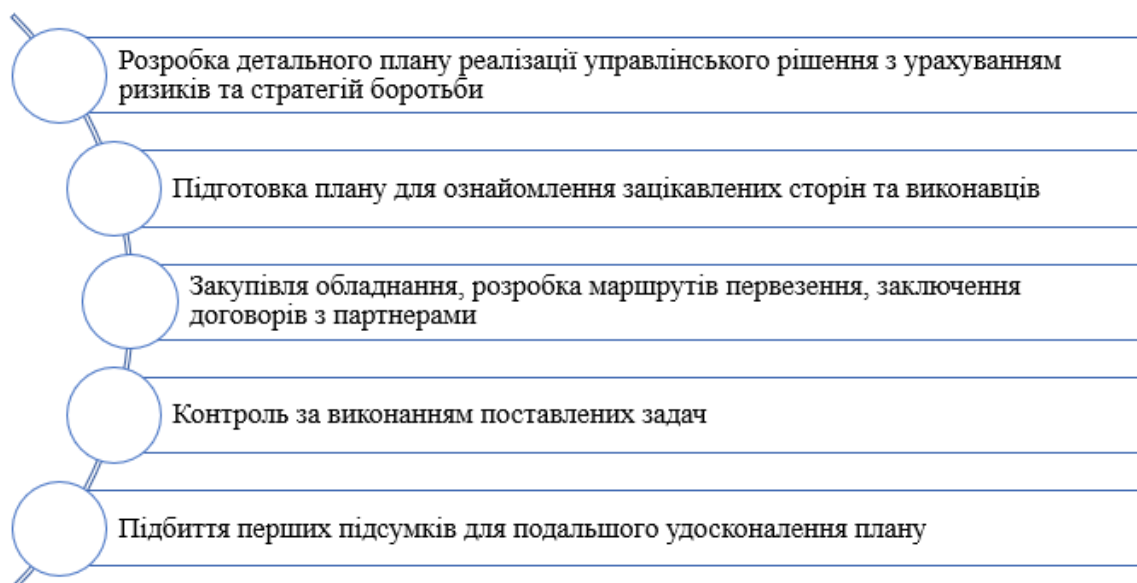 Розробка детального плану реалізації управлінського рішення з урахуванням
ризиків та стратегій боротьби
Підготовка плану для ознайомлення зацікавлених сторін та виконавців
Закупівля обладнання, розробка маршрутів первезення, заключення
договорів з партнерами
Контроль за виконанням поставлених задач
Підбиття перших підсумків для подальшого удосконалення плану